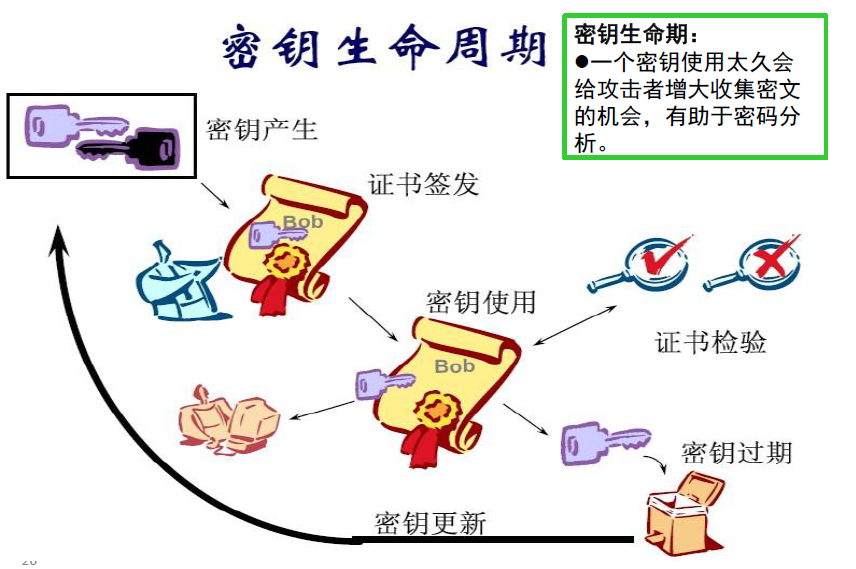 密钥生命周期
密钥生命期：
●一个密钥使用太久会
给攻击者增大收集密文
的机会，有助于密码分
析。
密钥产生
证书签发
Bob
密钥使用
证书检验
Bob
密钥过期
密钥更新